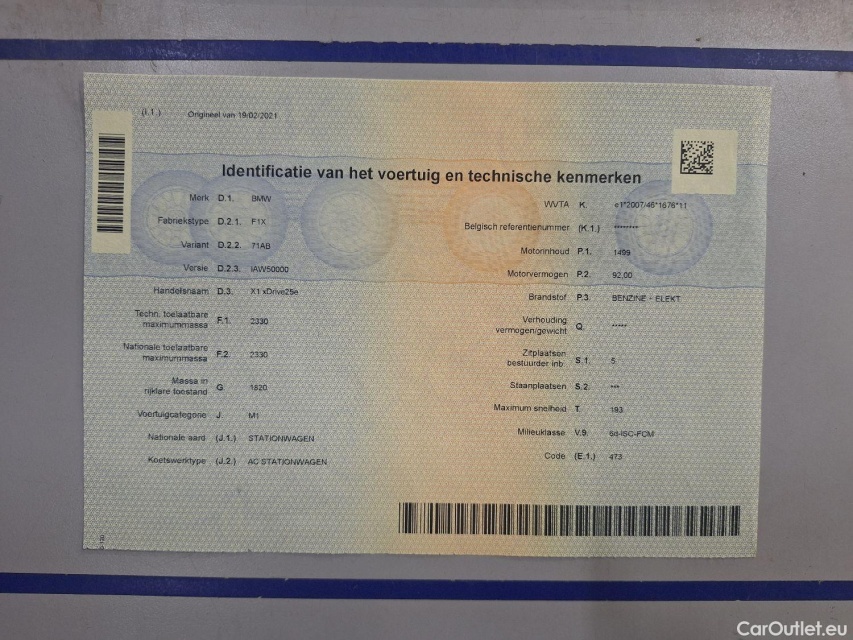 (I.1.) Origineel van 19/02/2021
Identificatie van het voertuig en technische kenmerken
Merk D.1. BMW
Fabriekstype D.2.1. F1X
Variant D.2.2. 71AB
Versie D.2.3. IAW50000
Handelsnaam D.3. X1 xDrive25e
Techn. toelaatbare
maximummassa F.1. 2330
Nationale toelaatbare
maximummassa F.2. 2330
Massa in
rijklare toestand G. 1820
Voertuigcategorie J. M1
Nationale aard (J.1.) STATIONWAGEN
Koetswerktype (J.2.) AC STATIONWAGEN
WVTA K. e1*2007/46*1676*11
Belgisch referentienummer (K.1.) ********
Motorinhoud P.1. 1499
Motorvermogen P.2. 92,00
Brandstof P.3 BENZINE - ELEKT
Verhouding
vermogen/gewicht Q. *****
Zitplaatsen
bestuurder inb. S.1. 5
Staanplaatsen S.2. ***
Maximum snelheid T. 193
Milieuklasse V.9. 6d-ISC-FCM
Code (E.1.) 473
CarOutlet.eu